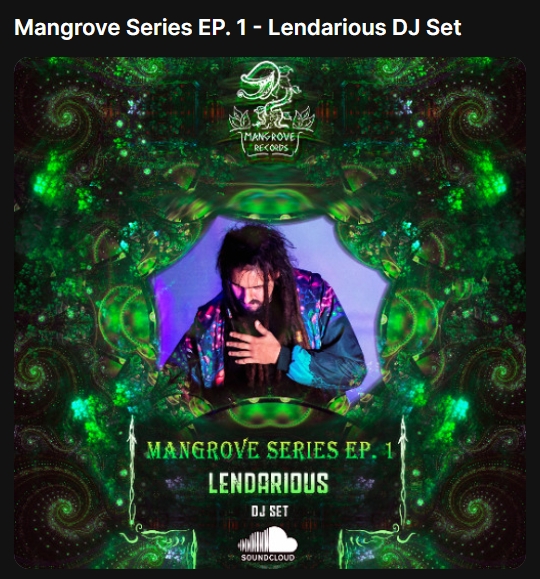 Mangrove Series EP. 1 - Lendarious DJ Set
MANGROVE
RECORDS
MANGROVE SERIES EP. 1
LENDARIOUS
DJ SET
SOUNDCLOUD